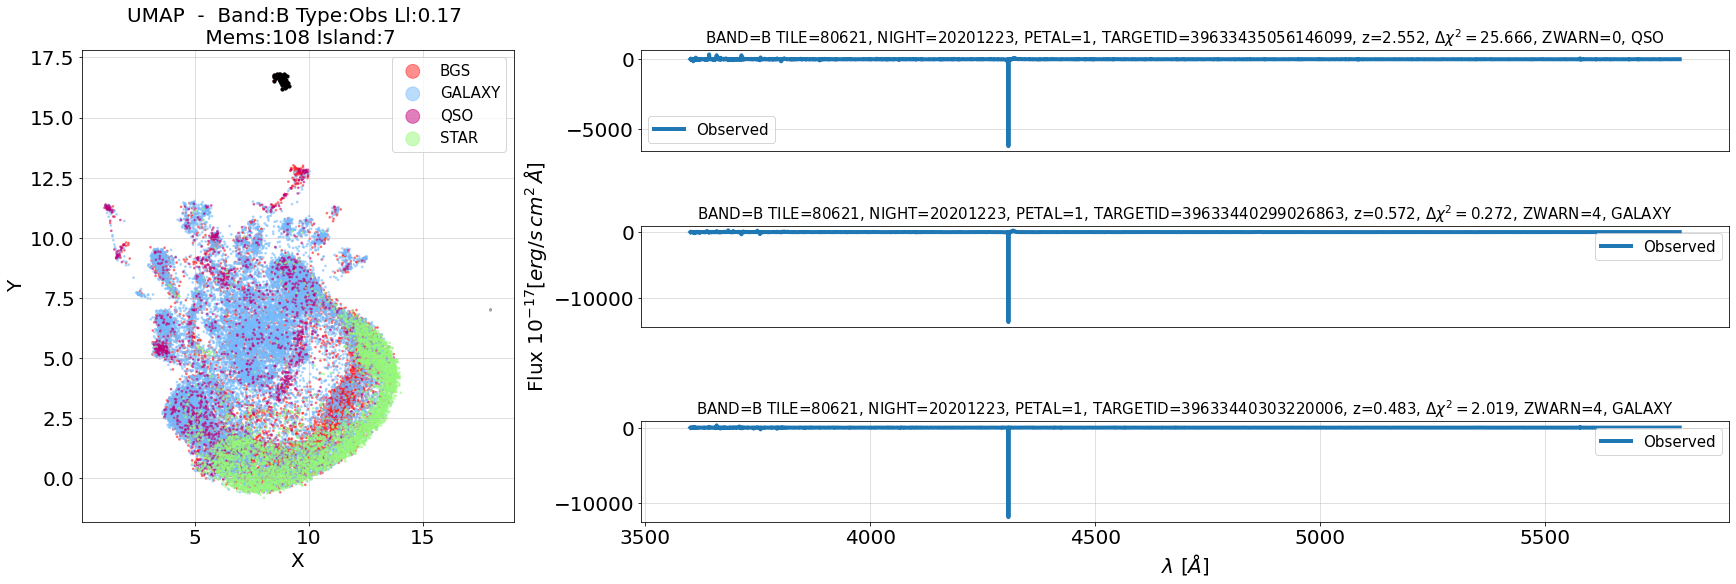 UMAP  -  Band:B Type:Obs Ll:0.17
Mems:108 Island:7
17.5
15.0
12.5
10.0
7.5
5.0
2.5
0.0
Y
5
10
15
X
BGS
GALAXY
QSO
STAR
Flux 10⁻¹⁷[erg/s cm² Å]
BAND=B TILE=80621, NIGHT=20201223, PETAL=1, TARGETID=39633435056146099, z=2.552, Δχ²=25.666, ZWARN=0, QSO
0
−5000
Observed
BAND=B TILE=80621, NIGHT=20201223, PETAL=1, TARGETID=39633440299026863, z=0.572, Δχ²=0.272, ZWARN=4, GALAXY
0
−10000
Observed
BAND=B TILE=80621, NIGHT=20201223, PETAL=1, TARGETID=39633440303220006, z=0.483, Δχ²=2.019, ZWARN=4, GALAXY
0
−10000
Observed
3500
4000
4500
5000
5500
λ [Å]